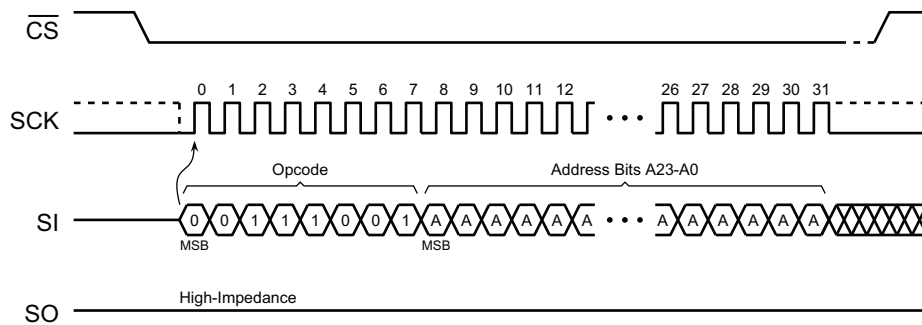 CS
0 1 2 3 4 5 6 7 8 9 10 11 12 26 27 28 29 30 31
SCK
Opcode Address Bits A23-A0
SI 0 0 1 1 1 0 0 1 A A A A A A A A A A A A
MSB MSB
High-Impedance
SO